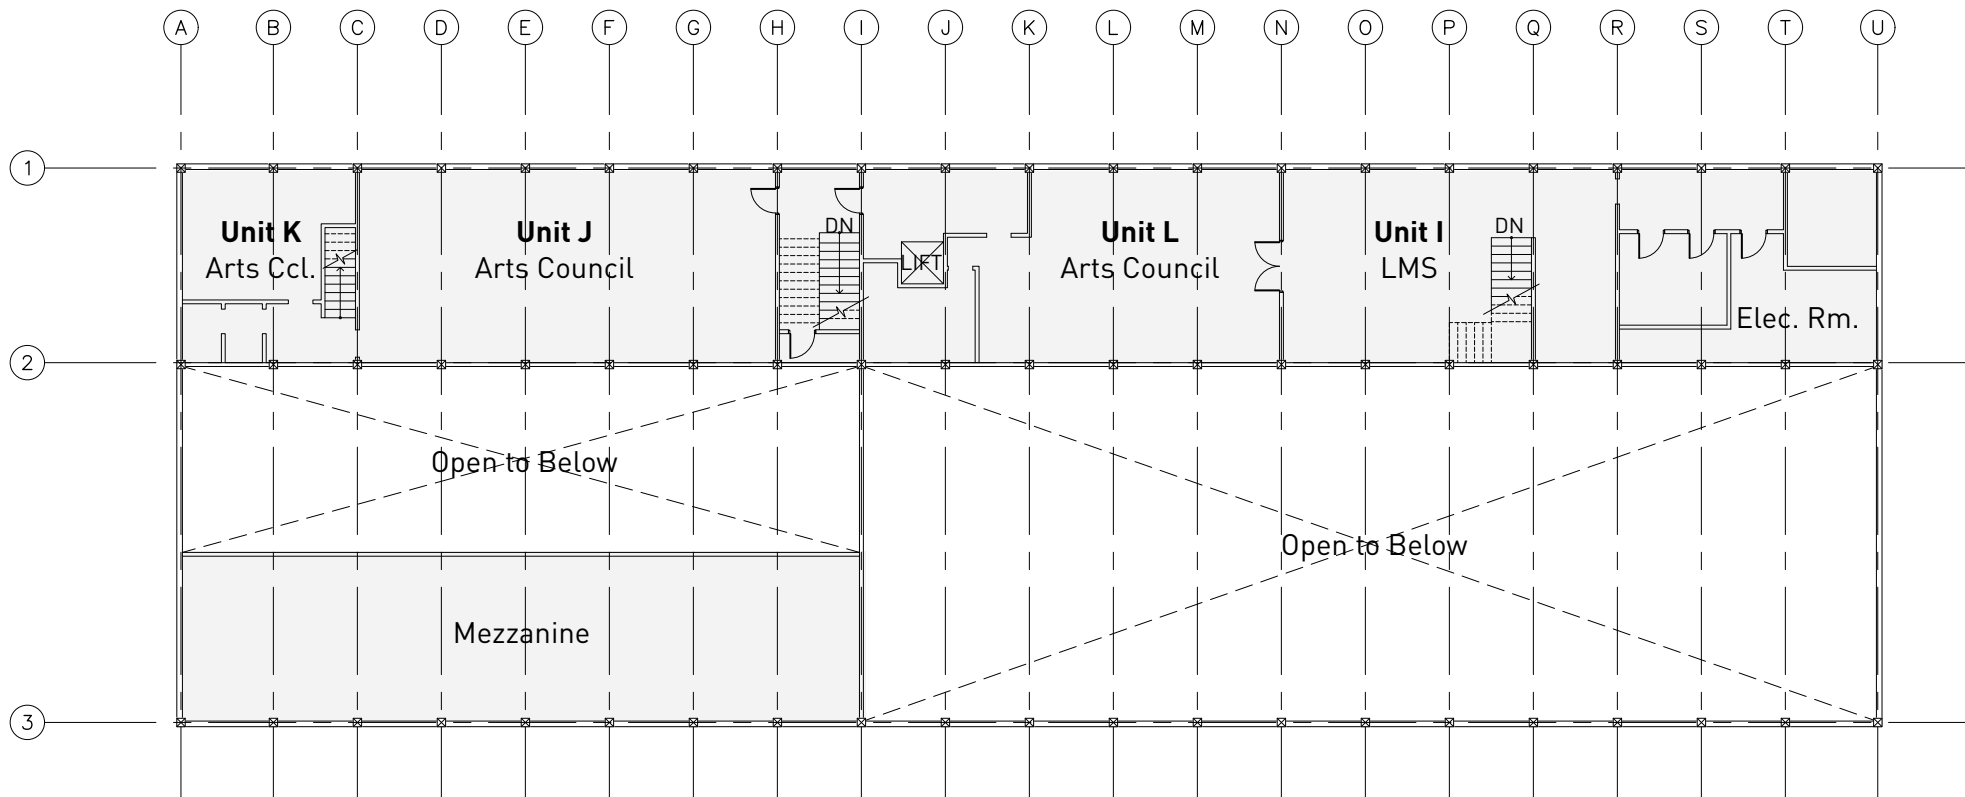 A B C D E F G H I J K L M N O P Q R S T U
1
Unit K
Arts Ccl.
Unit J
Arts Council
DN
LIFT
Unit L
Arts Council
Unit I
LMS
DN
Elec. Rm.
2
Open to Below
Open to Below
Mezzanine
3